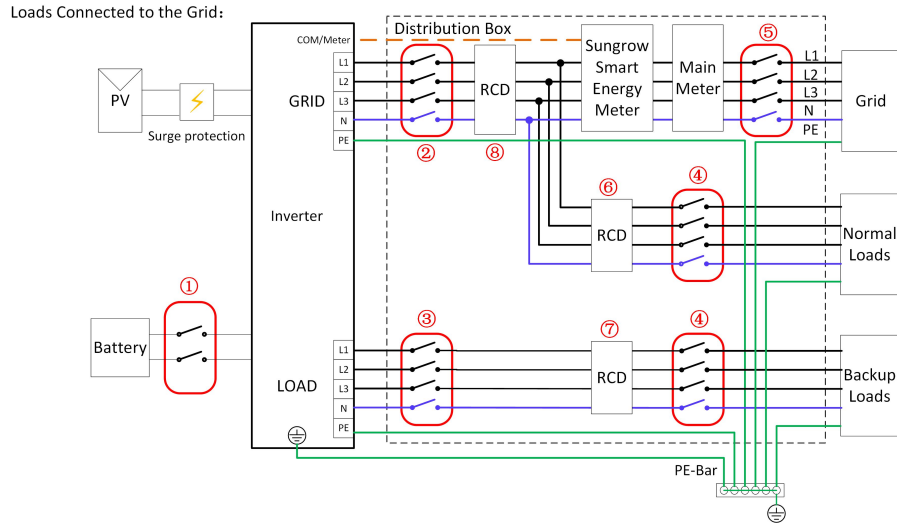 Loads Connected to the Grid:
Distribution Box
⑤
COM/Meter
Sungrow
Smart
Energy
Meter
Main
Meter
L1
L2
L3
N
PE
GRID
L1
L2
L3
N
PE
RCD
Grid
PV
Surge protection
②
⑧
⑥
④
Inverter
RCD
Normal
Loads
①
③
⑦
④
Battery
LOAD
L1
L2
L3
N
PE
RCD
Backup
Loads
PE-Bar